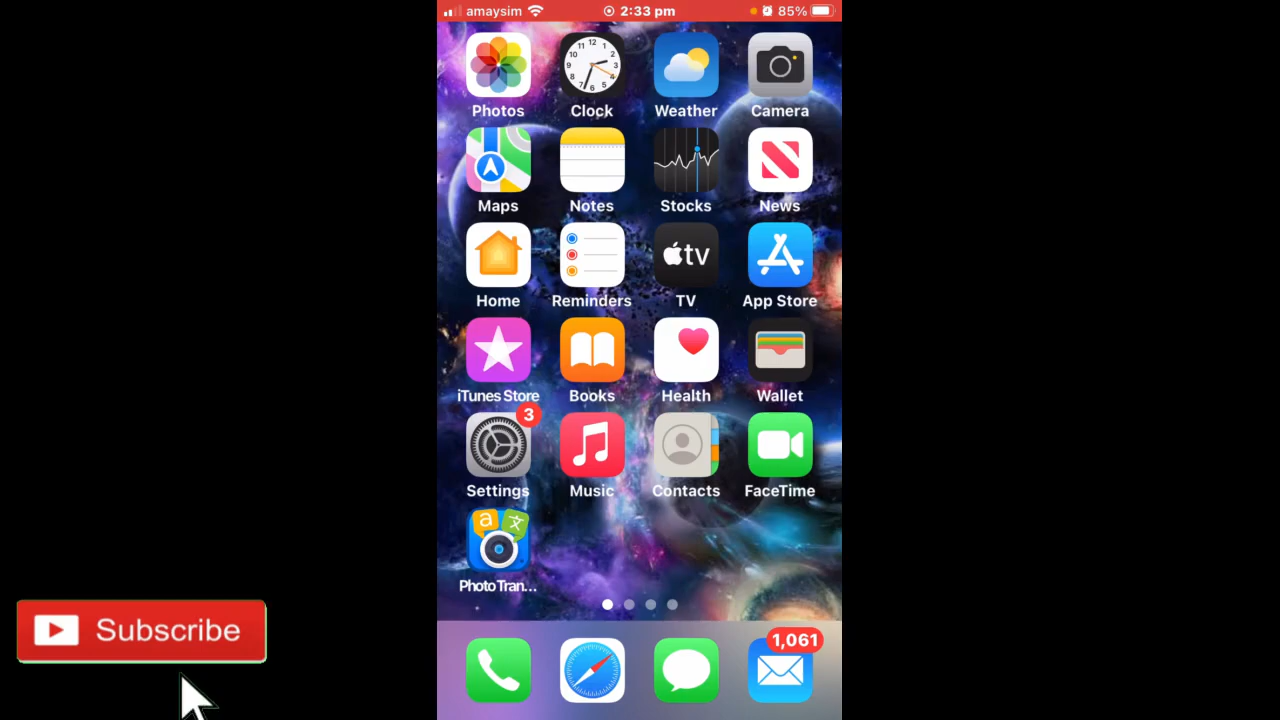 amaysim 2:33 pm 85%
Photos Clock Weather Camera
Maps Notes Stocks News
tv
Home Reminders TV App Store
iTunes Store Books Health Wallet
3
Settings Music Contacts FaceTime
a 文
Photo Tran...
Subscribe
1,061